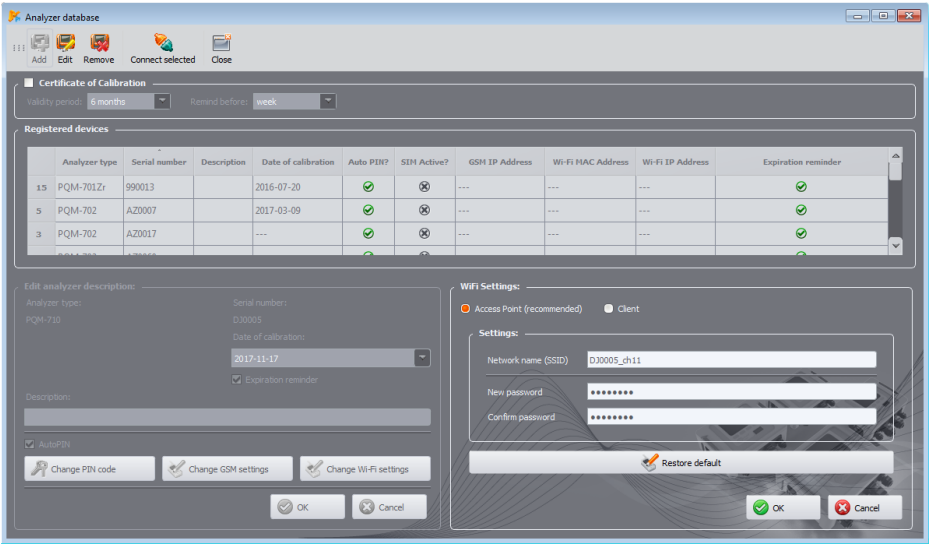 Analyzer database
Add Edit Remove Connect selected Close
Certificate of Calibration
Validity period: 6 months Remind before: week
Registered devices
Analyzer type Serial number Description Date of calibration Auto PIN? SIM Active? GSM IP Address Wi-Fi MAC Address Wi-Fi IP Address Expiration reminder
15 PQM-701Zr 990013 2016-07-20 --- --- ---
5 PQM-702 AZ0007 2017-03-09 --- --- ---
3 PQM-702 AZ0017 --- --- --- ---
Edit analyzer description:
Analyzer type: Serial number:
PQM-710 DJ0005
Date of calibration:
2017-11-17
Expiration reminder
Description:
AutoPIN
Change PIN code Change GSM settings Change Wi-Fi settings
OK Cancel
WiFi Settings:
Access Point (recommended) Client
Settings:
Network name (SSID) DJ0005_ch11
New password ●●●●●●●●
Confirm password ●●●●●●●●
Restore default
OK Cancel